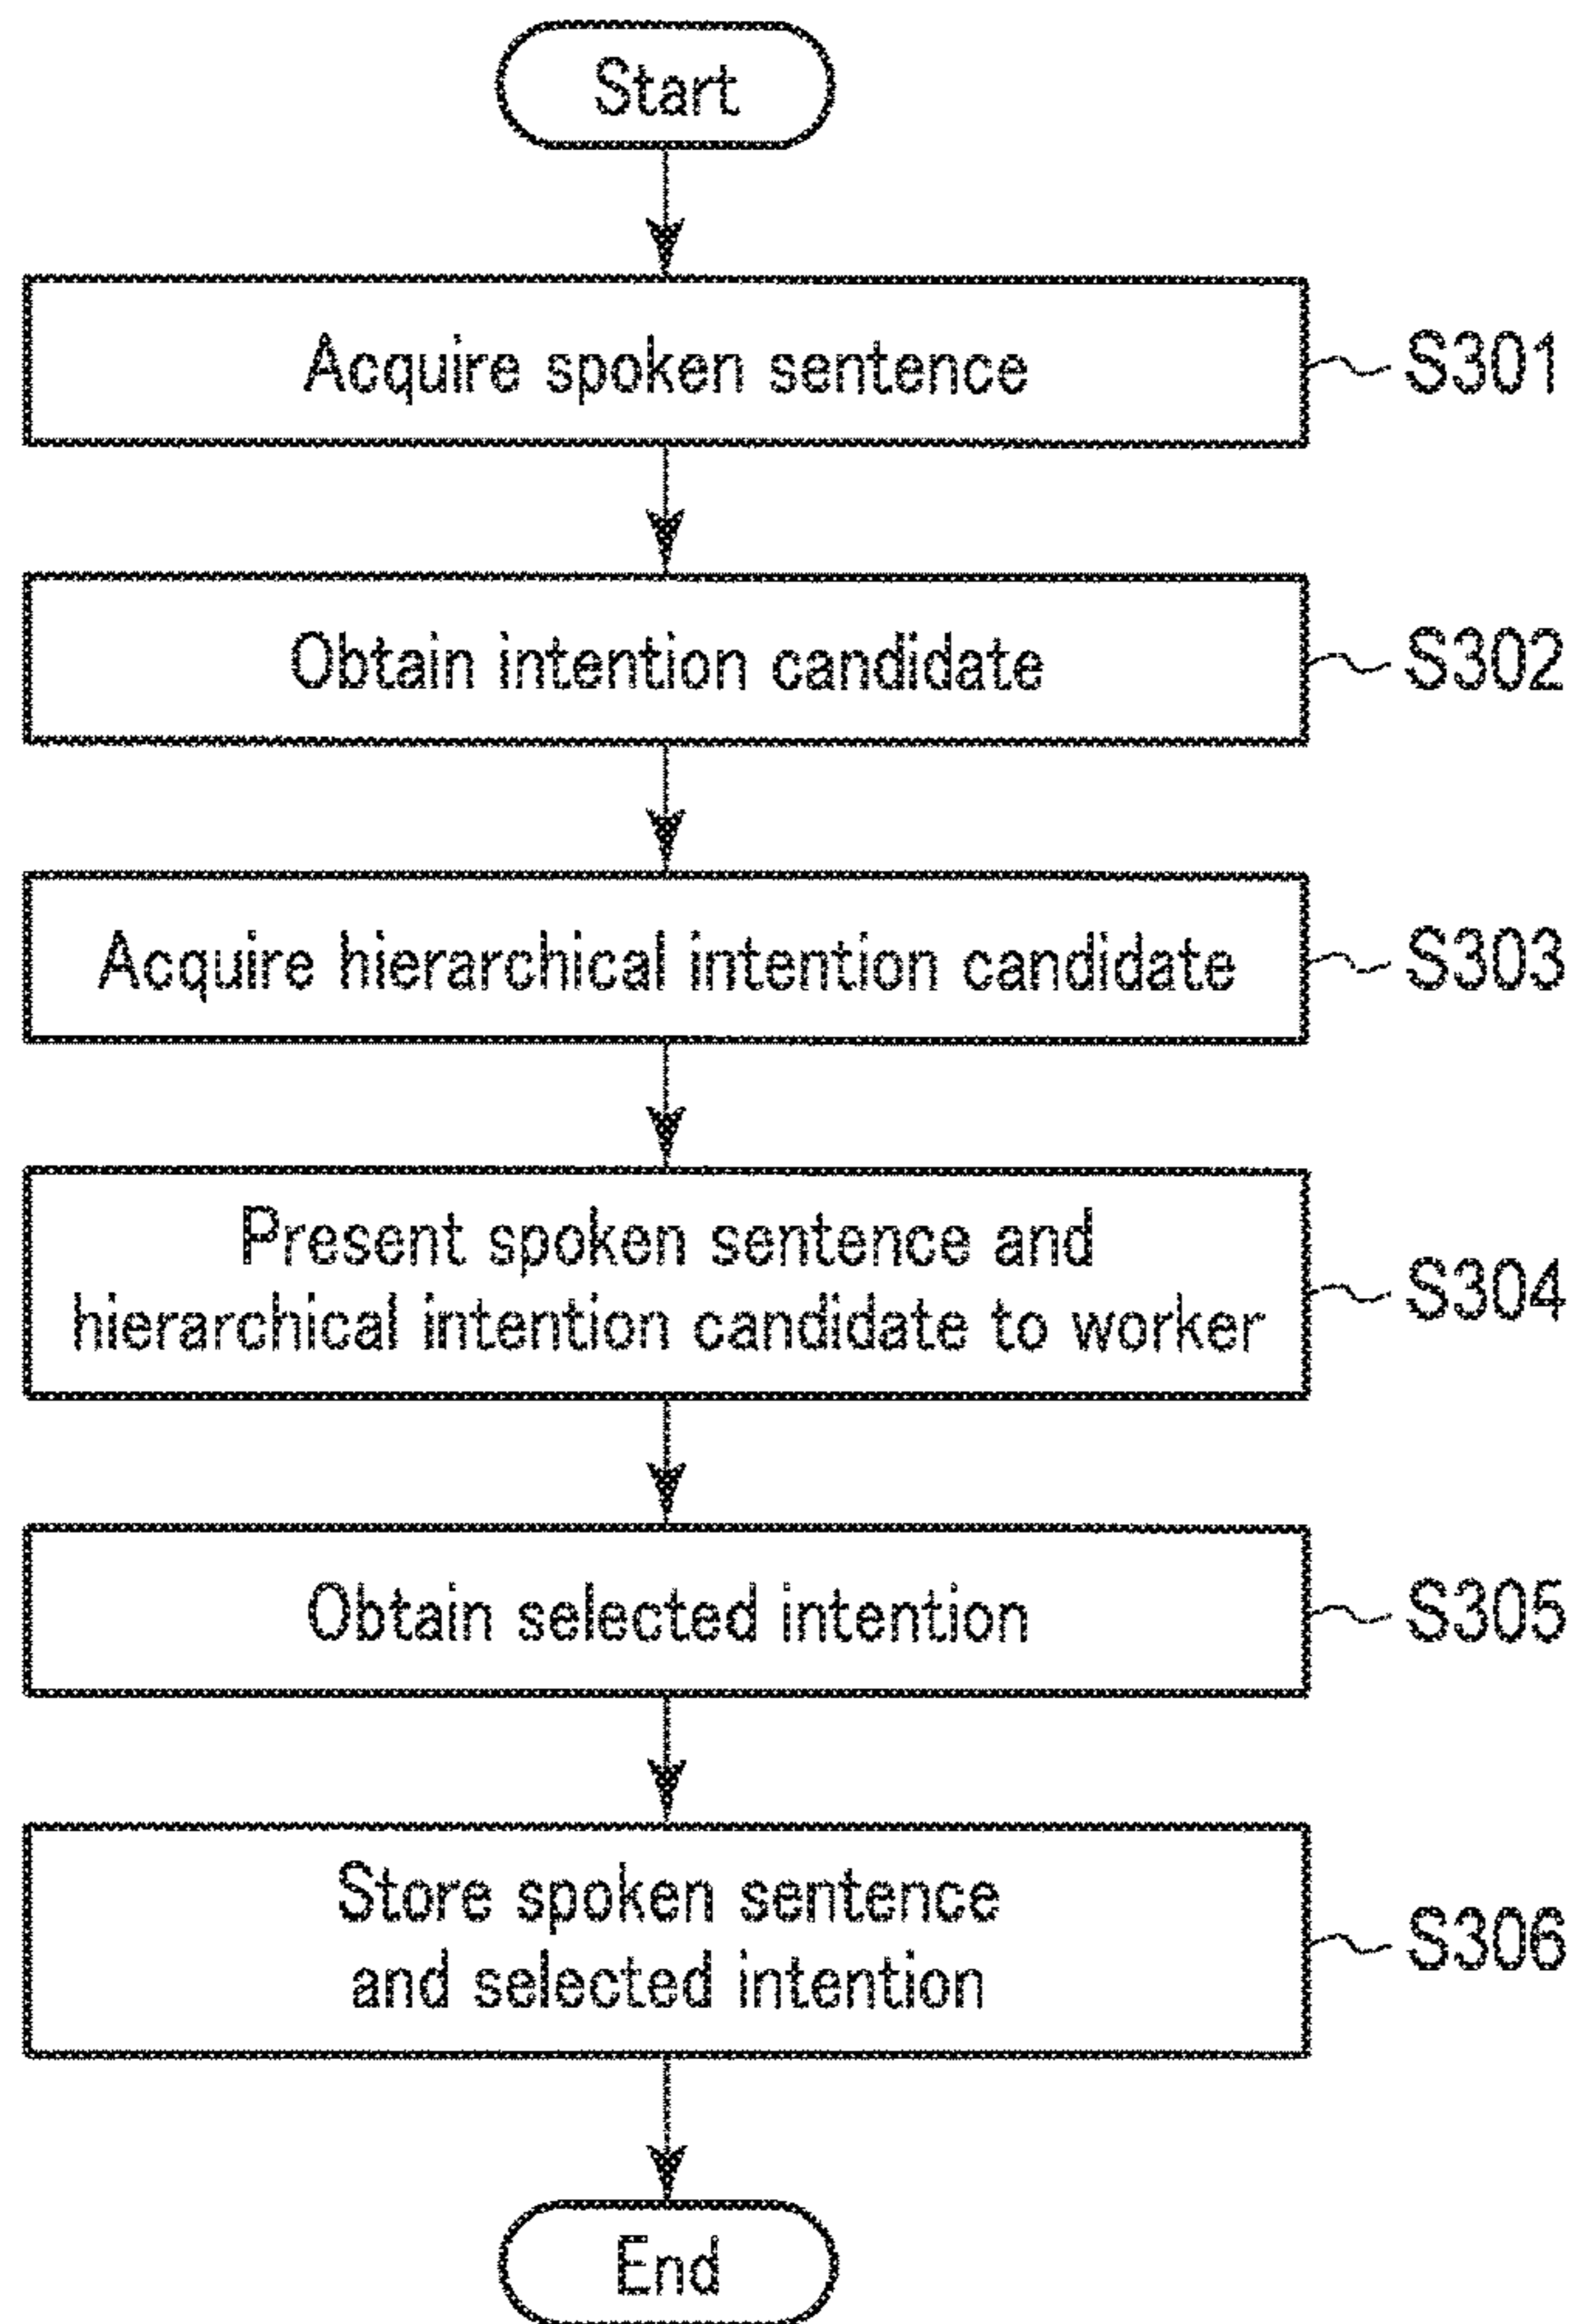 Start
Acquire spoken sentence
S301
Obtain intention candidate
S302
Acquire hierarchical intention candidate
S303
Present spoken sentence and
hierarchical intention candidate to worker
S304
Obtain selected intention
S305
Store spoken sentence
and selected intention
S306
End